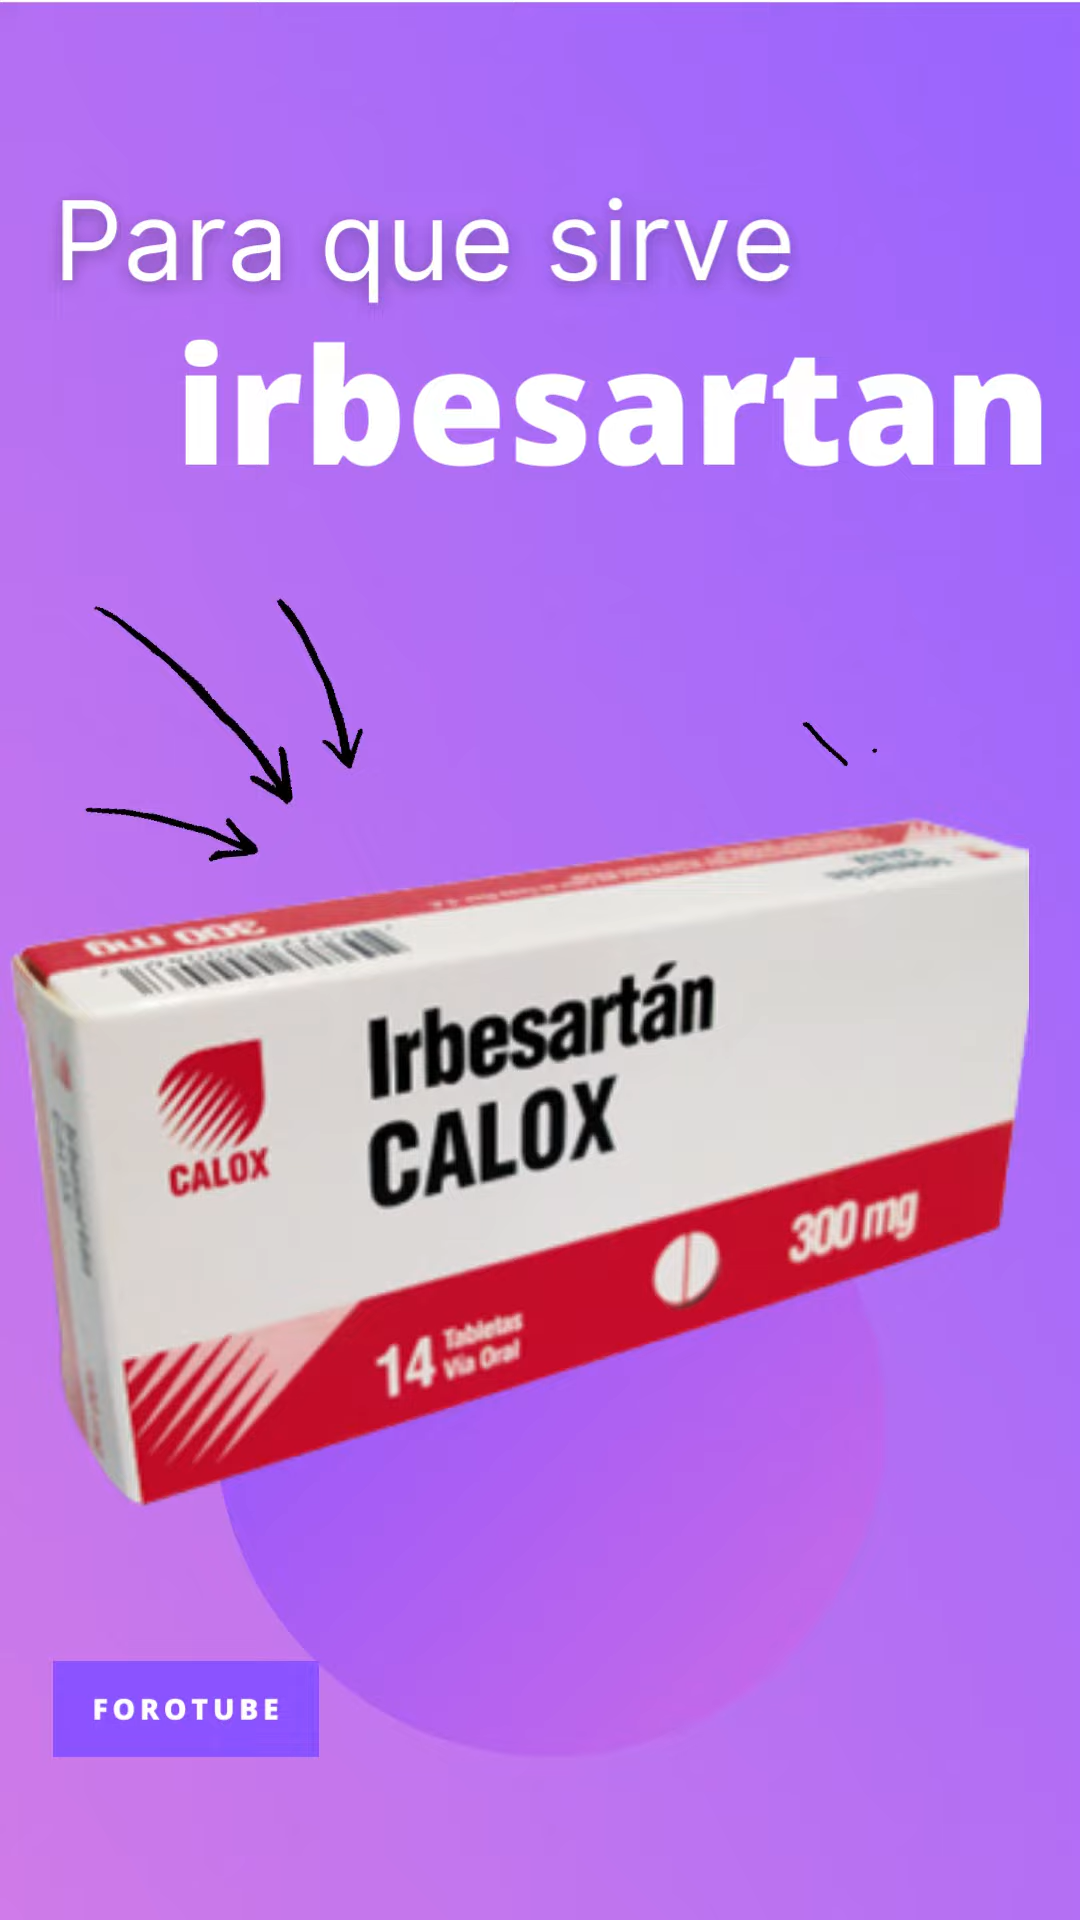 Para que sirve
irbesartan
300 mg
Irbesartán
CALOX
CALOX
300 mg
14 Tabletas
Vía Oral
FOROTUBE